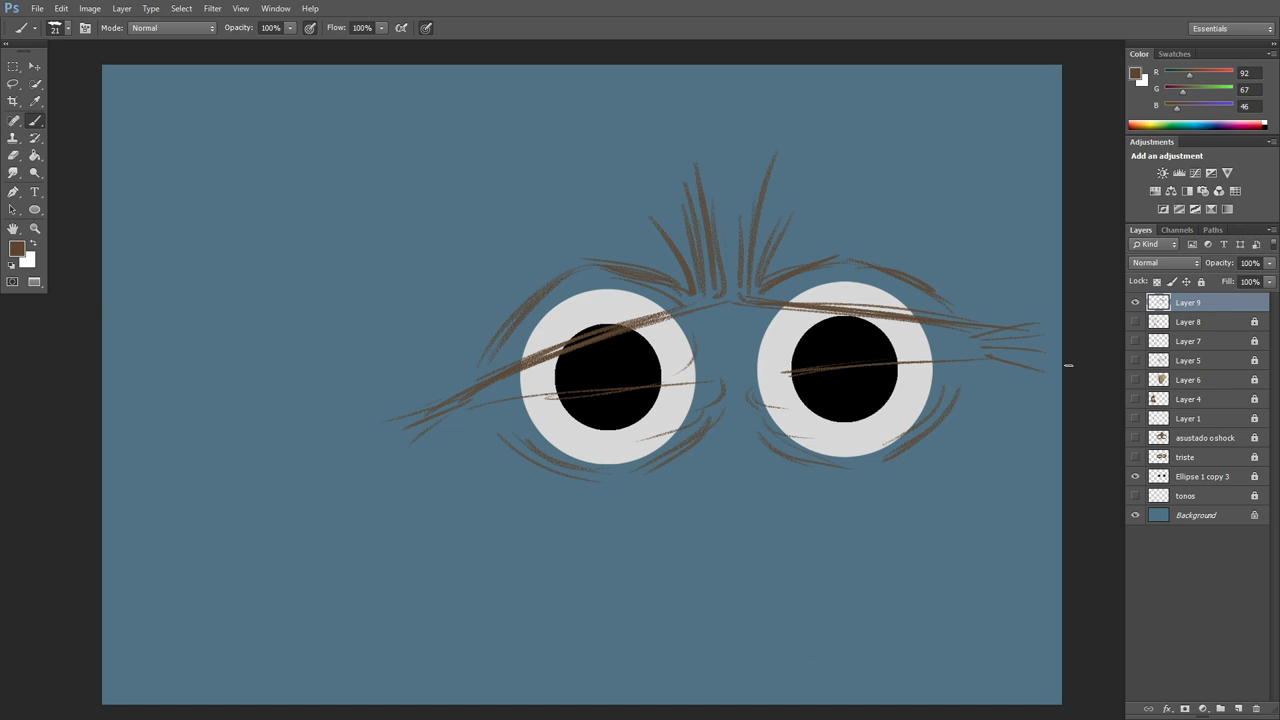 Ps File Edit Image Layer Type Select Filter View Window Help
21 Mode: Normal Opacity: 100% Flow: 100% Essentials
Color Swatches
R 92
G 67
B 46
Adjustments
Add an adjustment
Layers Channels Paths
Kind
Normal Opacity: 100%
Lock: Fill: 100%
Layer 9
Layer 8
Layer 7
Layer 5
Layer 6
Layer 4
Layer 1
asustado o shock
triste
Ellipse 1 copy 3
tonos
Background